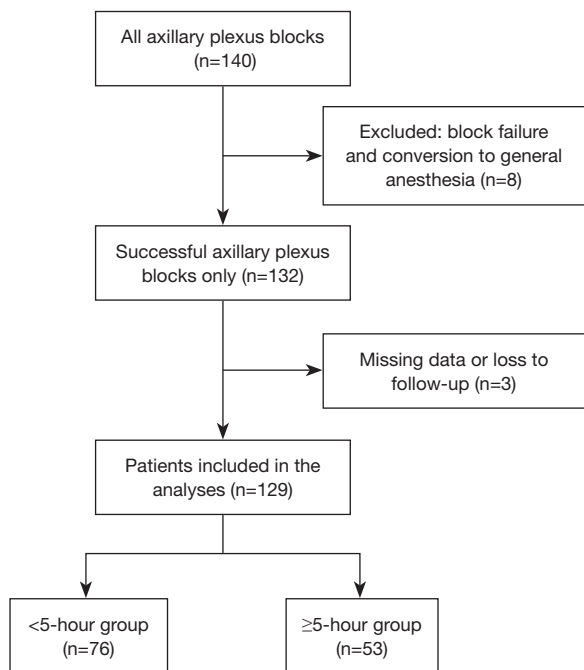 All axillary plexus blocks
(n=140)
Excluded: block failure
and conversion to general
anesthesia (n=8)
Successful axillary plexus
blocks only (n=132)
Missing data or loss to
follow-up (n=3)
Patients included in the
analyses (n=129)
<5-hour group
(n=76)
≥5-hour group
(n=53)